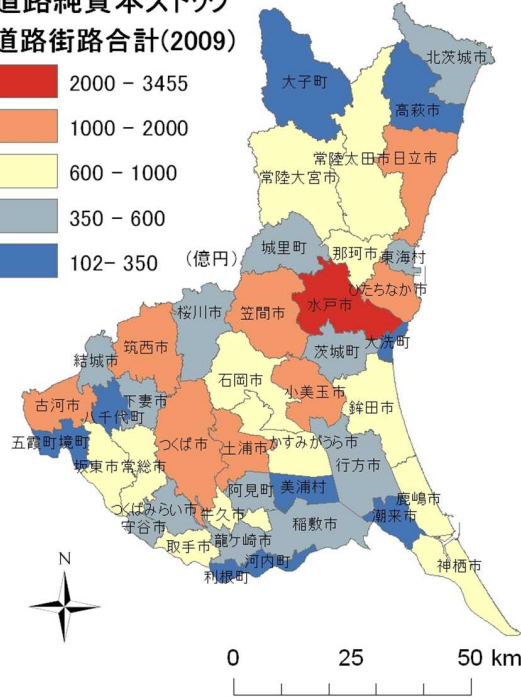 道路純資本ストック
道路街路合計(2009)
2000 - 3455
1000 - 2000
600 - 1000
350 - 600
102- 350 (億円)
北茨城市
大子町
高萩市
常陸太田市
日立市
常陸大宮市
城里町
那珂市
東海村
ひたちなか市
水戸市
笠間市
桜川市
大洗町
茨城町
筑西市
結城市
石岡市
小美玉市
鉾田市
古河市
八千代町
下妻市
五霞町
境町
つくば市
土浦市
かすみがうら市
坂東市
常総市
行方市
阿見町
美浦村
鹿嶋市
潮来市
つくばみらい市
牛久市
守谷市
稲敷市
龍ケ崎市
取手市
河内町
利根町
神栖市
N
0 25 50 km